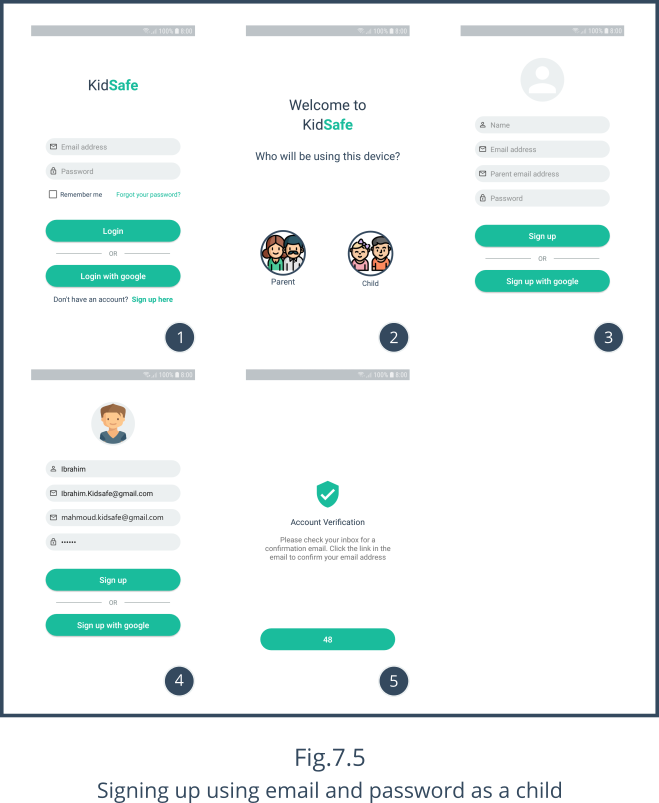 100% 8:00
KidSafe
Email address
Password
Remember me Forgot your password?
Login
OR
Login with google
Don't have an account? Sign up here
1
100% 8:00
Welcome to
KidSafe
Who will be using this device?
Parent Child
2
100% 8:00
Name
Email address
Parent email address
Password
Sign up
OR
Sign up with google
3
100% 8:00
Ibrahim
Ibrahim.Kidsafe@gmail.com
mahmoud.kidsafe@gmail.com
••••••
Sign up
OR
Sign up with google
4
100% 8:00
Account Verification
Please check your inbox for a
confirmation email. Click the link in the
email to confirm your email address
48
5
Fig.7.5
Signing up using email and password as a child